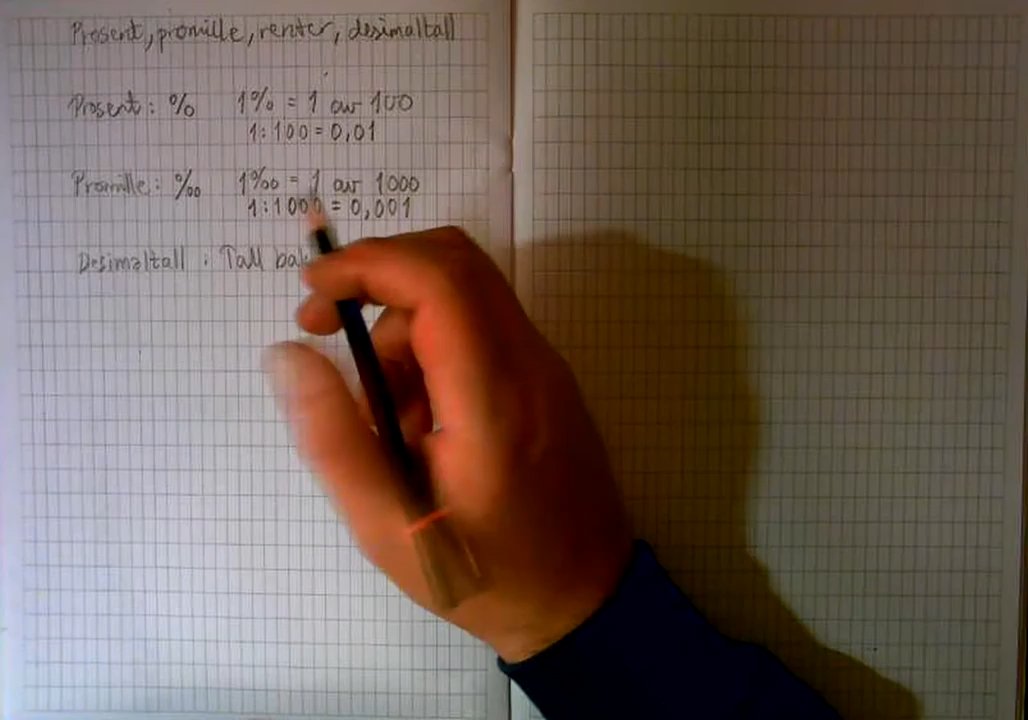 Prosent, promille, renter, desimaltall
Prosent: % 1% = 1 av 100
1:100 = 0,01
Promille: ‰ 1‰ = 1 av 1000
1:1000 = 0,001
Desimaltall : Tall